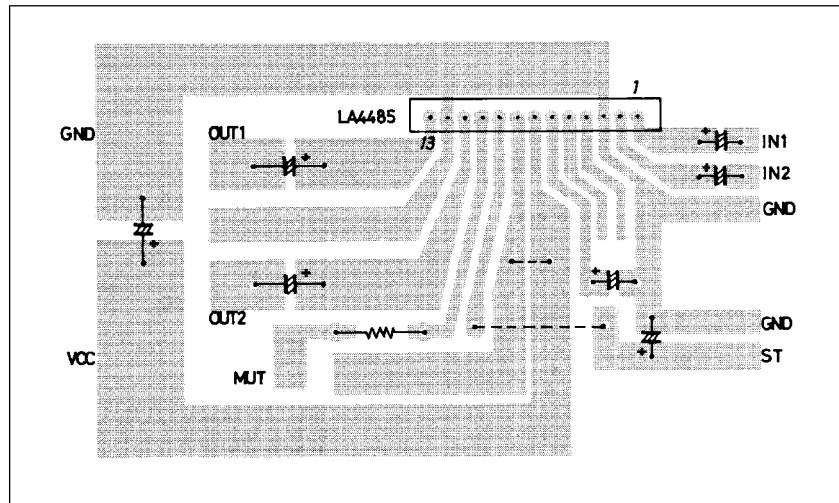 1
LA4485
13
GND
OUT1
IN1
IN2
GND
OUT2
GND
VCC
ST
MUT